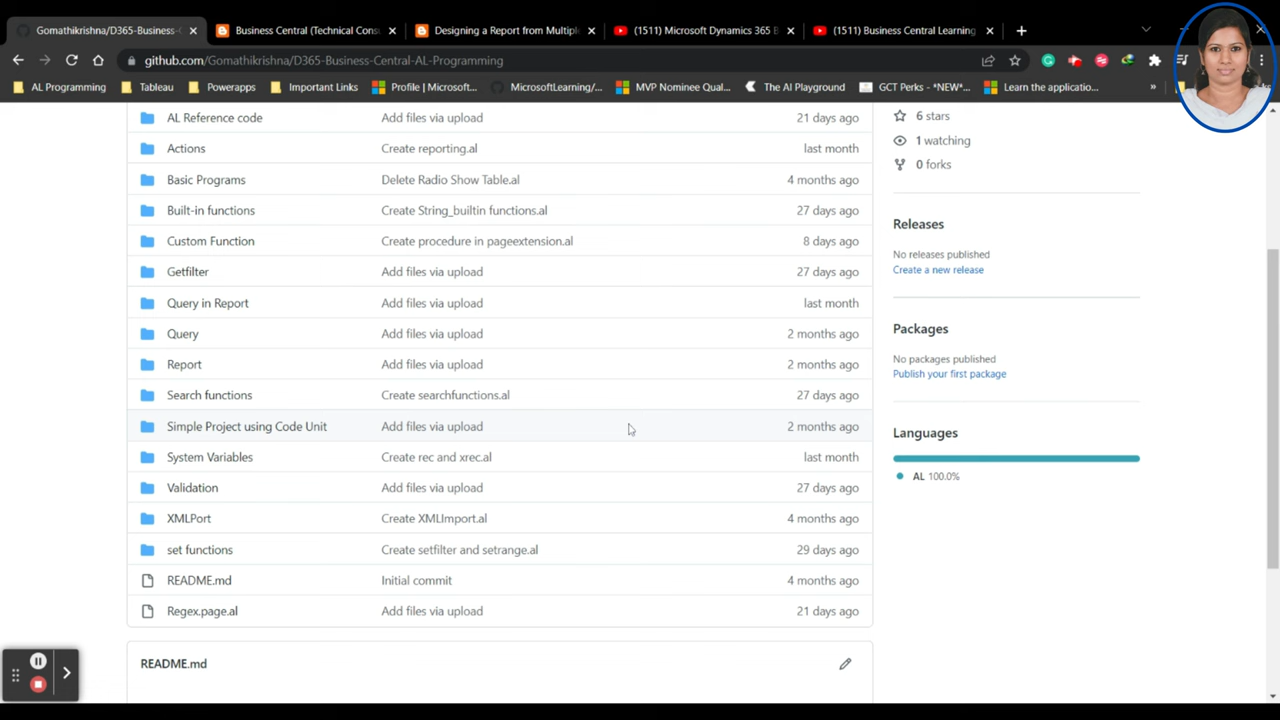 Gomathikrishna/D365-Business-C
Business Central (Technical Cons
Designing a Report from Multiple
(1511) Microsoft Dynamics 365 B
(1511) Business Central Learning
github.com/Gomathikrishna/D365-Business-Central-AL-Programming
AL Programming
Tableau
Powerapps
Important Links
Profile | Microsoft...
MicrosoftLearning/...
MVP Nominee Qual...
The AI Playground
GCT Perks - *NEW*...
Learn the applicatio...
AL Reference code Add files via upload 21 days ago
Actions Create reporting.al last month
Basic Programs Delete Radio Show Table.al 4 months ago
Built-in functions Create String_builtin functions.al 27 days ago
Custom Function Create procedure in pageextension.al 8 days ago
Getfilter Add files via upload 27 days ago
Query in Report Add files via upload last month
Query Add files via upload 2 months ago
Report Add files via upload 2 months ago
Search functions Create searchfunctions.al 27 days ago
Simple Project using Code Unit Add files via upload 2 months ago
System Variables Create rec and xrec.al last month
Validation Add files via upload 27 days ago
XMLPort Create XMLImport.al 4 months ago
set functions Create setfilter and setrange.al 29 days ago
README.md Initial commit 4 months ago
Regex.page.al Add files via upload 21 days ago
README.md
6 stars
1 watching
0 forks
Releases
No releases published
Create a new release
Packages
No packages published
Publish your first package
Languages
AL 100.0%